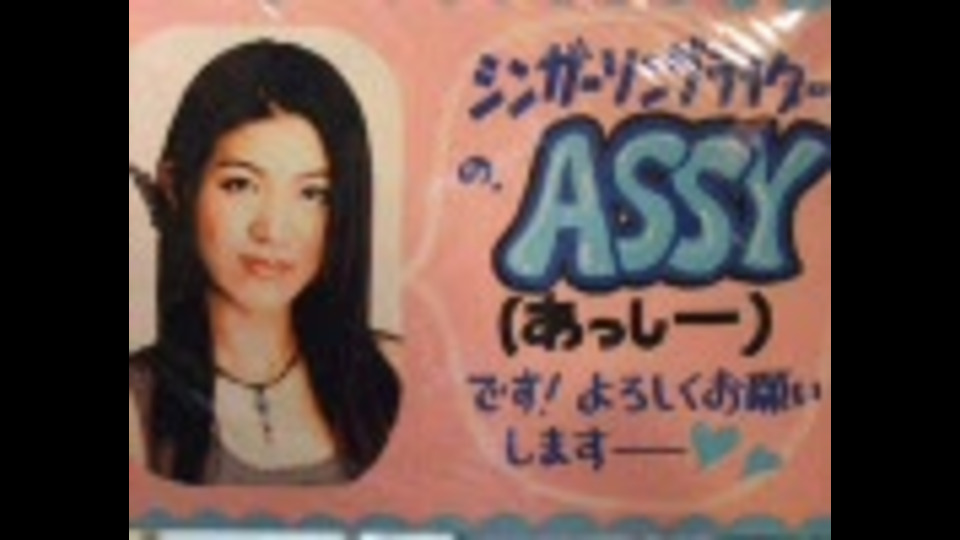 シンガーソングライター
の、ASSY
(あっしー)
です! よろしくお願い
します──